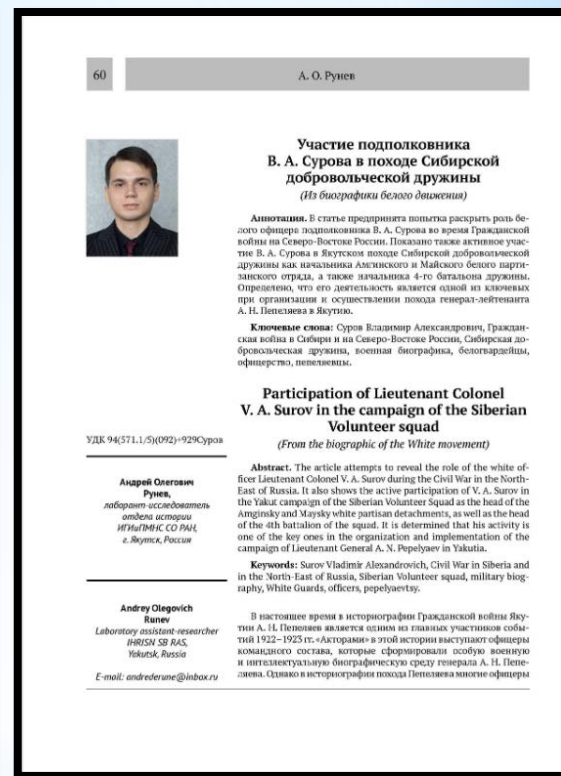 60
А. О. Рунев
Участие подполковника
В. А. Сурова в походе Сибирской
добровольческой дружины
(Из биографики белого движения)
Аннотация. В статье предпринята попытка раскрыть роль бе-
лого офицера подполковника В. А. Сурова во время Гражданской
войны на Северо-Востоке России. Показано также активное учас-
тие В. А. Сурова в Якутском походе Сибирской добровольческой
дружины как начальника Амгинского и Майского белого парти-
занского отряда, а также начальника 4-го батальона дружины.
Определено, что его деятельность является одной из ключевых
при организации и осуществлении похода генерал-лейтенанта
А. Н. Пепеляева в Якутию.
Ключевые слова: Суров Владимир Александрович, Граждан-
ская война в Сибири и на Северо-Востоке России, Сибирская до-
бровольческая дружина, военная биографика, белогвардейцы,
офицерство, пепеляевцы.
Participation of Lieutenant Colonel
V. A. Surov in the campaign of the Siberian
Volunteer squad
(From the biographic of the White movement)
Abstract. The article attempts to reveal the role of the white of-
ficer Lieutenant Colonel V. A. Surov during the Civil War in the North-
East of Russia. It also shows the active participation of V. A. Surov in
the Yakut campaign of the Siberian Volunteer Squad as the head of the
Amginsky and Maysky white partisan detachments, as well as the head
of the 4th battalion of the squad. It is determined that his activity is
one of the key ones in the organization and implementation of the
campaign of Lieutenant General A. N. Pepelyaev in Yakutia.
Keywords: Surov Vladimir Alexandrovich, Civil War in Siberia and
in the North-East of Russia, Siberian Volunteer squad, military biog-
raphy, White Guards, officers, pepelyaevtsy.
УДК 94(571.1/5)(092)+929Суров
Андрей Олегович
Рунев,
лаборант-исследователь
отдела истории
ИГИиПМНС СО РАН,
г. Якутск, Россия
Andrey Olegovich
Runev
Laboratory assistant-researcher
IHRISN SB RAS,
Yakutsk, Russia
E-mail: andrederune@inbox.ru
В настоящее время в историографии Гражданской войны Яку-
тии А. Н. Пепеляев является одним из главных участников собы-
тий 1922–1923 гг. «Акторами» в этой истории выступают офицеры
командного состава, которые сформировали особую военную
и интеллектуальную биографическую среду генерала А. Н. Пепе-
ляева. Однако в историографии похода Пепеляева многие офицеры